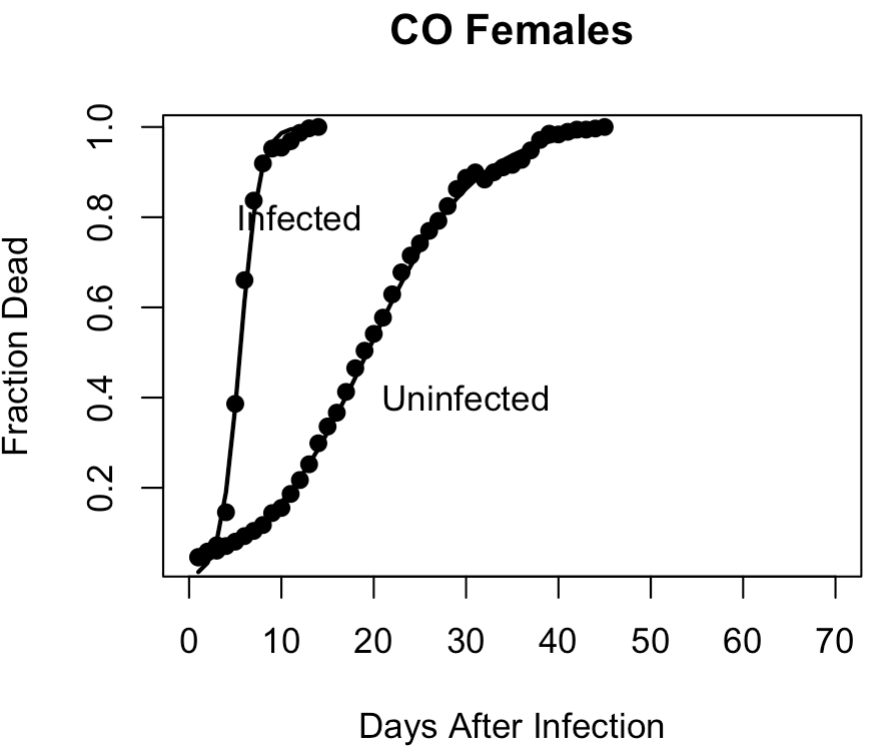 CO Females
1.0
0.8
0.6
0.4
0.2
Fraction Dead
Infected
Uninfected
0 10 20 30 40 50 60 70
Days After Infection